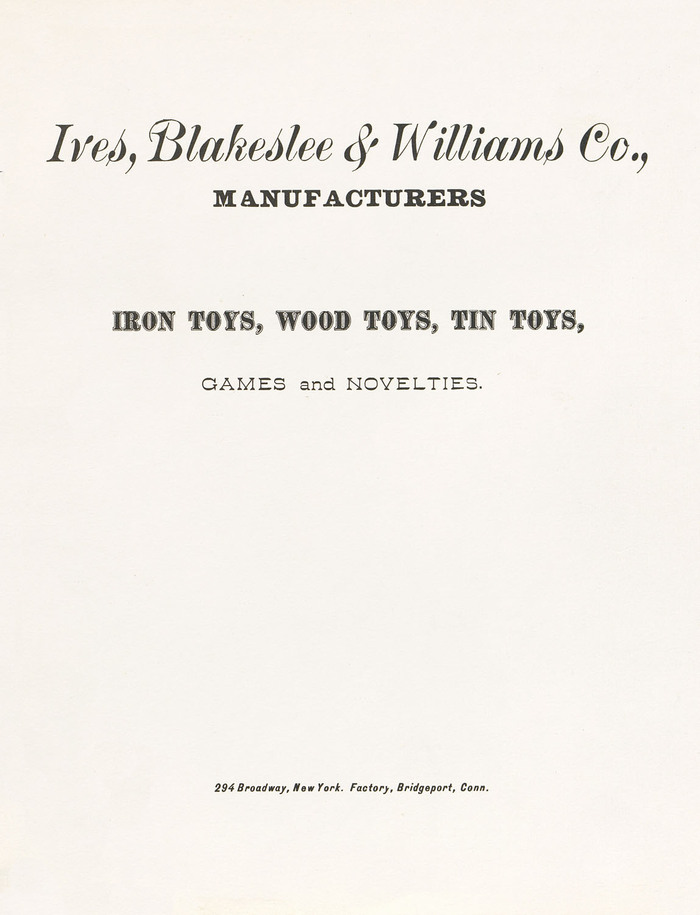 Ives, Blakeslee & Williams Co.,
MANUFACTURERS
IRON TOYS, WOOD TOYS, TIN TOYS,
GAMES and NOVELTIES.
294 Broadway, New York. Factory, Bridgeport, Conn.